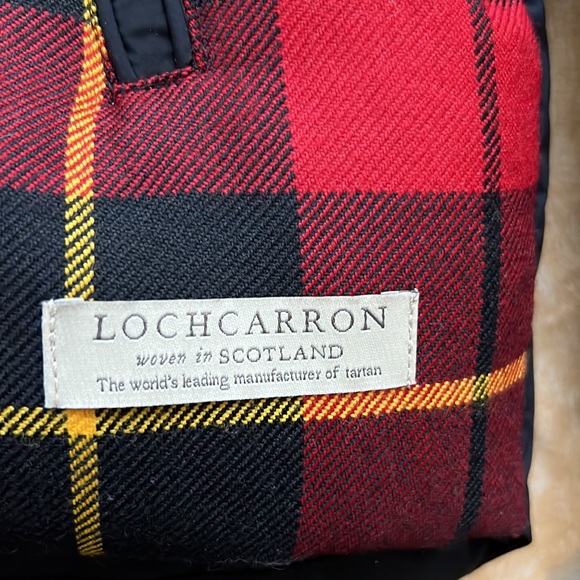 LOCHCARRON
woven in SCOTLAND
The world's leading manufacturer of tartan